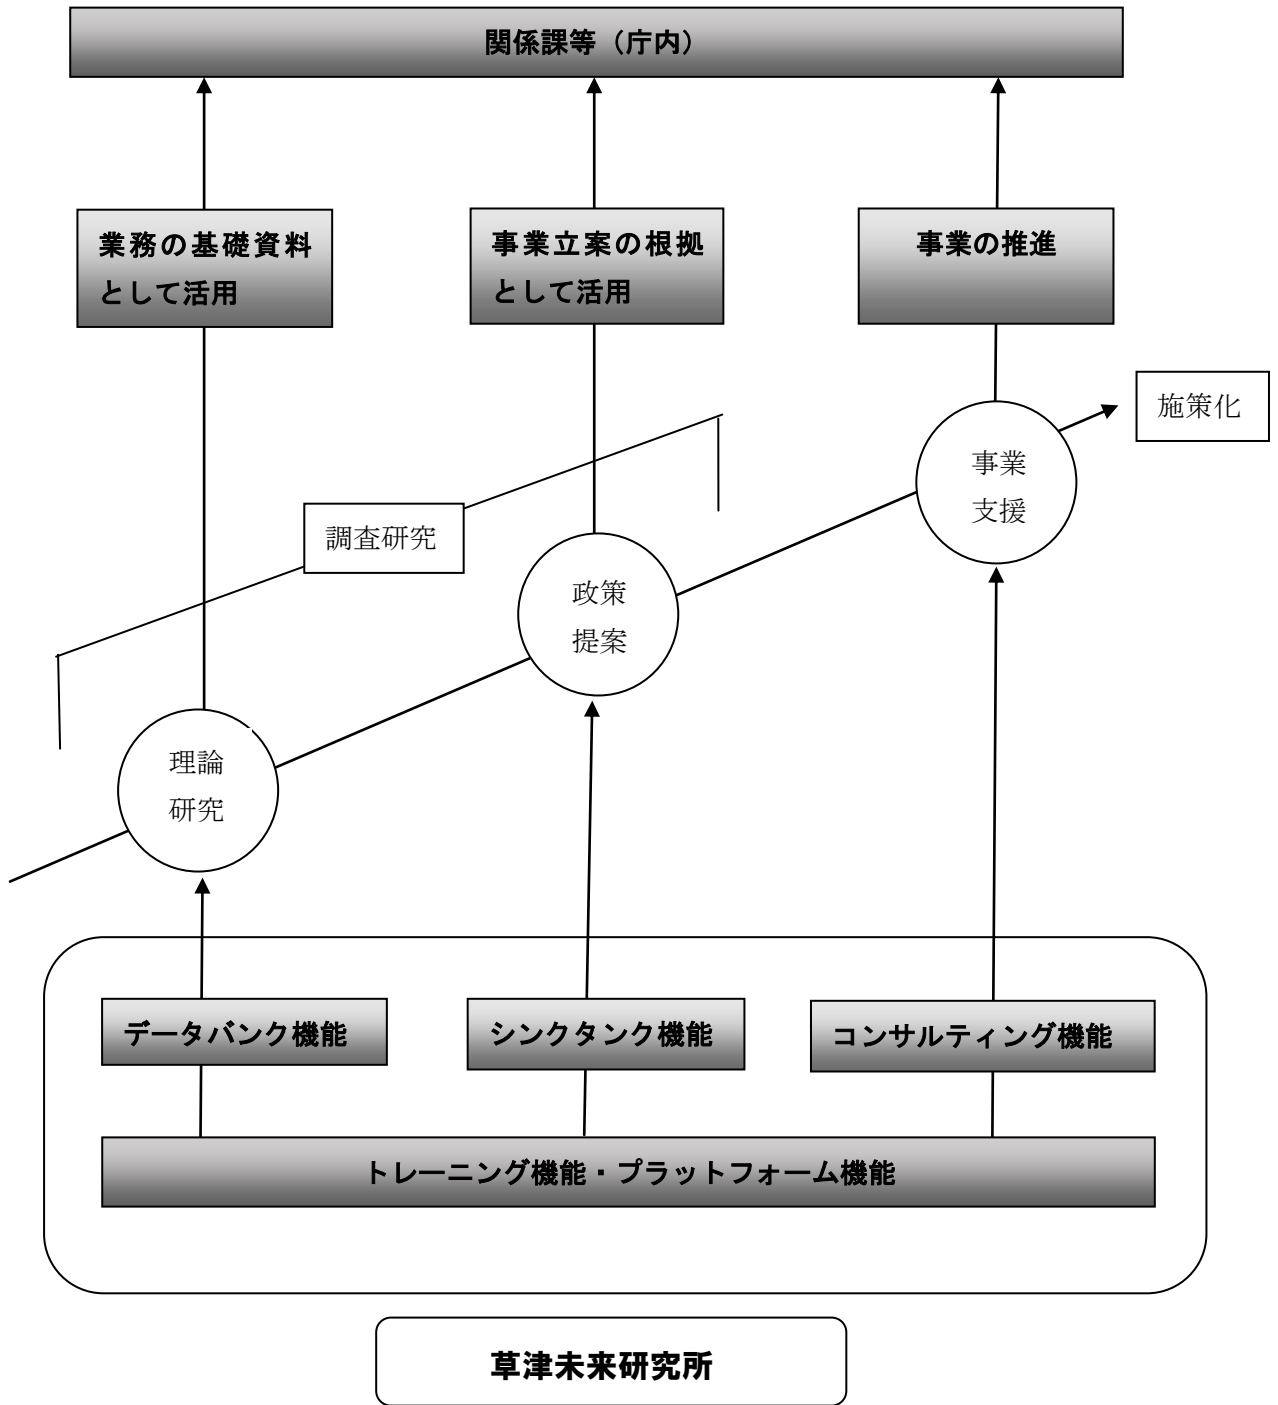 関係課等（庁内）
業務の基礎資料
として活用
事業立案の根拠
として活用
事業の推進
施策化
事業
支援
調査研究
政策
提案
理論
研究
データバンク機能
シンクタンク機能
コンサルティング機能
トレーニング機能・プラットフォーム機能
草津未来研究所